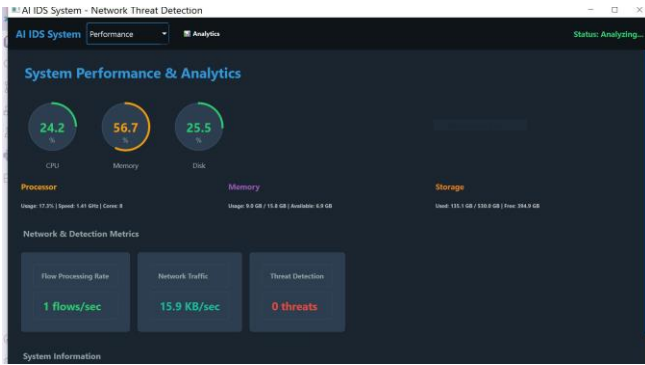 AI IDS System - Network Threat Detection
AI IDS System Performance Analytics Status: Analyzing...
System Performance & Analytics
24.2 56.7 25.5
% % %
CPU Memory Disk
Processor Memory Storage
Usage: 17.3% | Speed: 1.41 GHz | Cores: 8 Usage: 9.0 GB / 15.8 GB | Available: 6.9 GB Used: 135.1 GB / 530.0 GB | Free: 394.9 GB
Network & Detection Metrics
Flow Processing Rate Network Traffic Threat Detection
1 flows/sec 15.9 KB/sec 0 threats
System Information